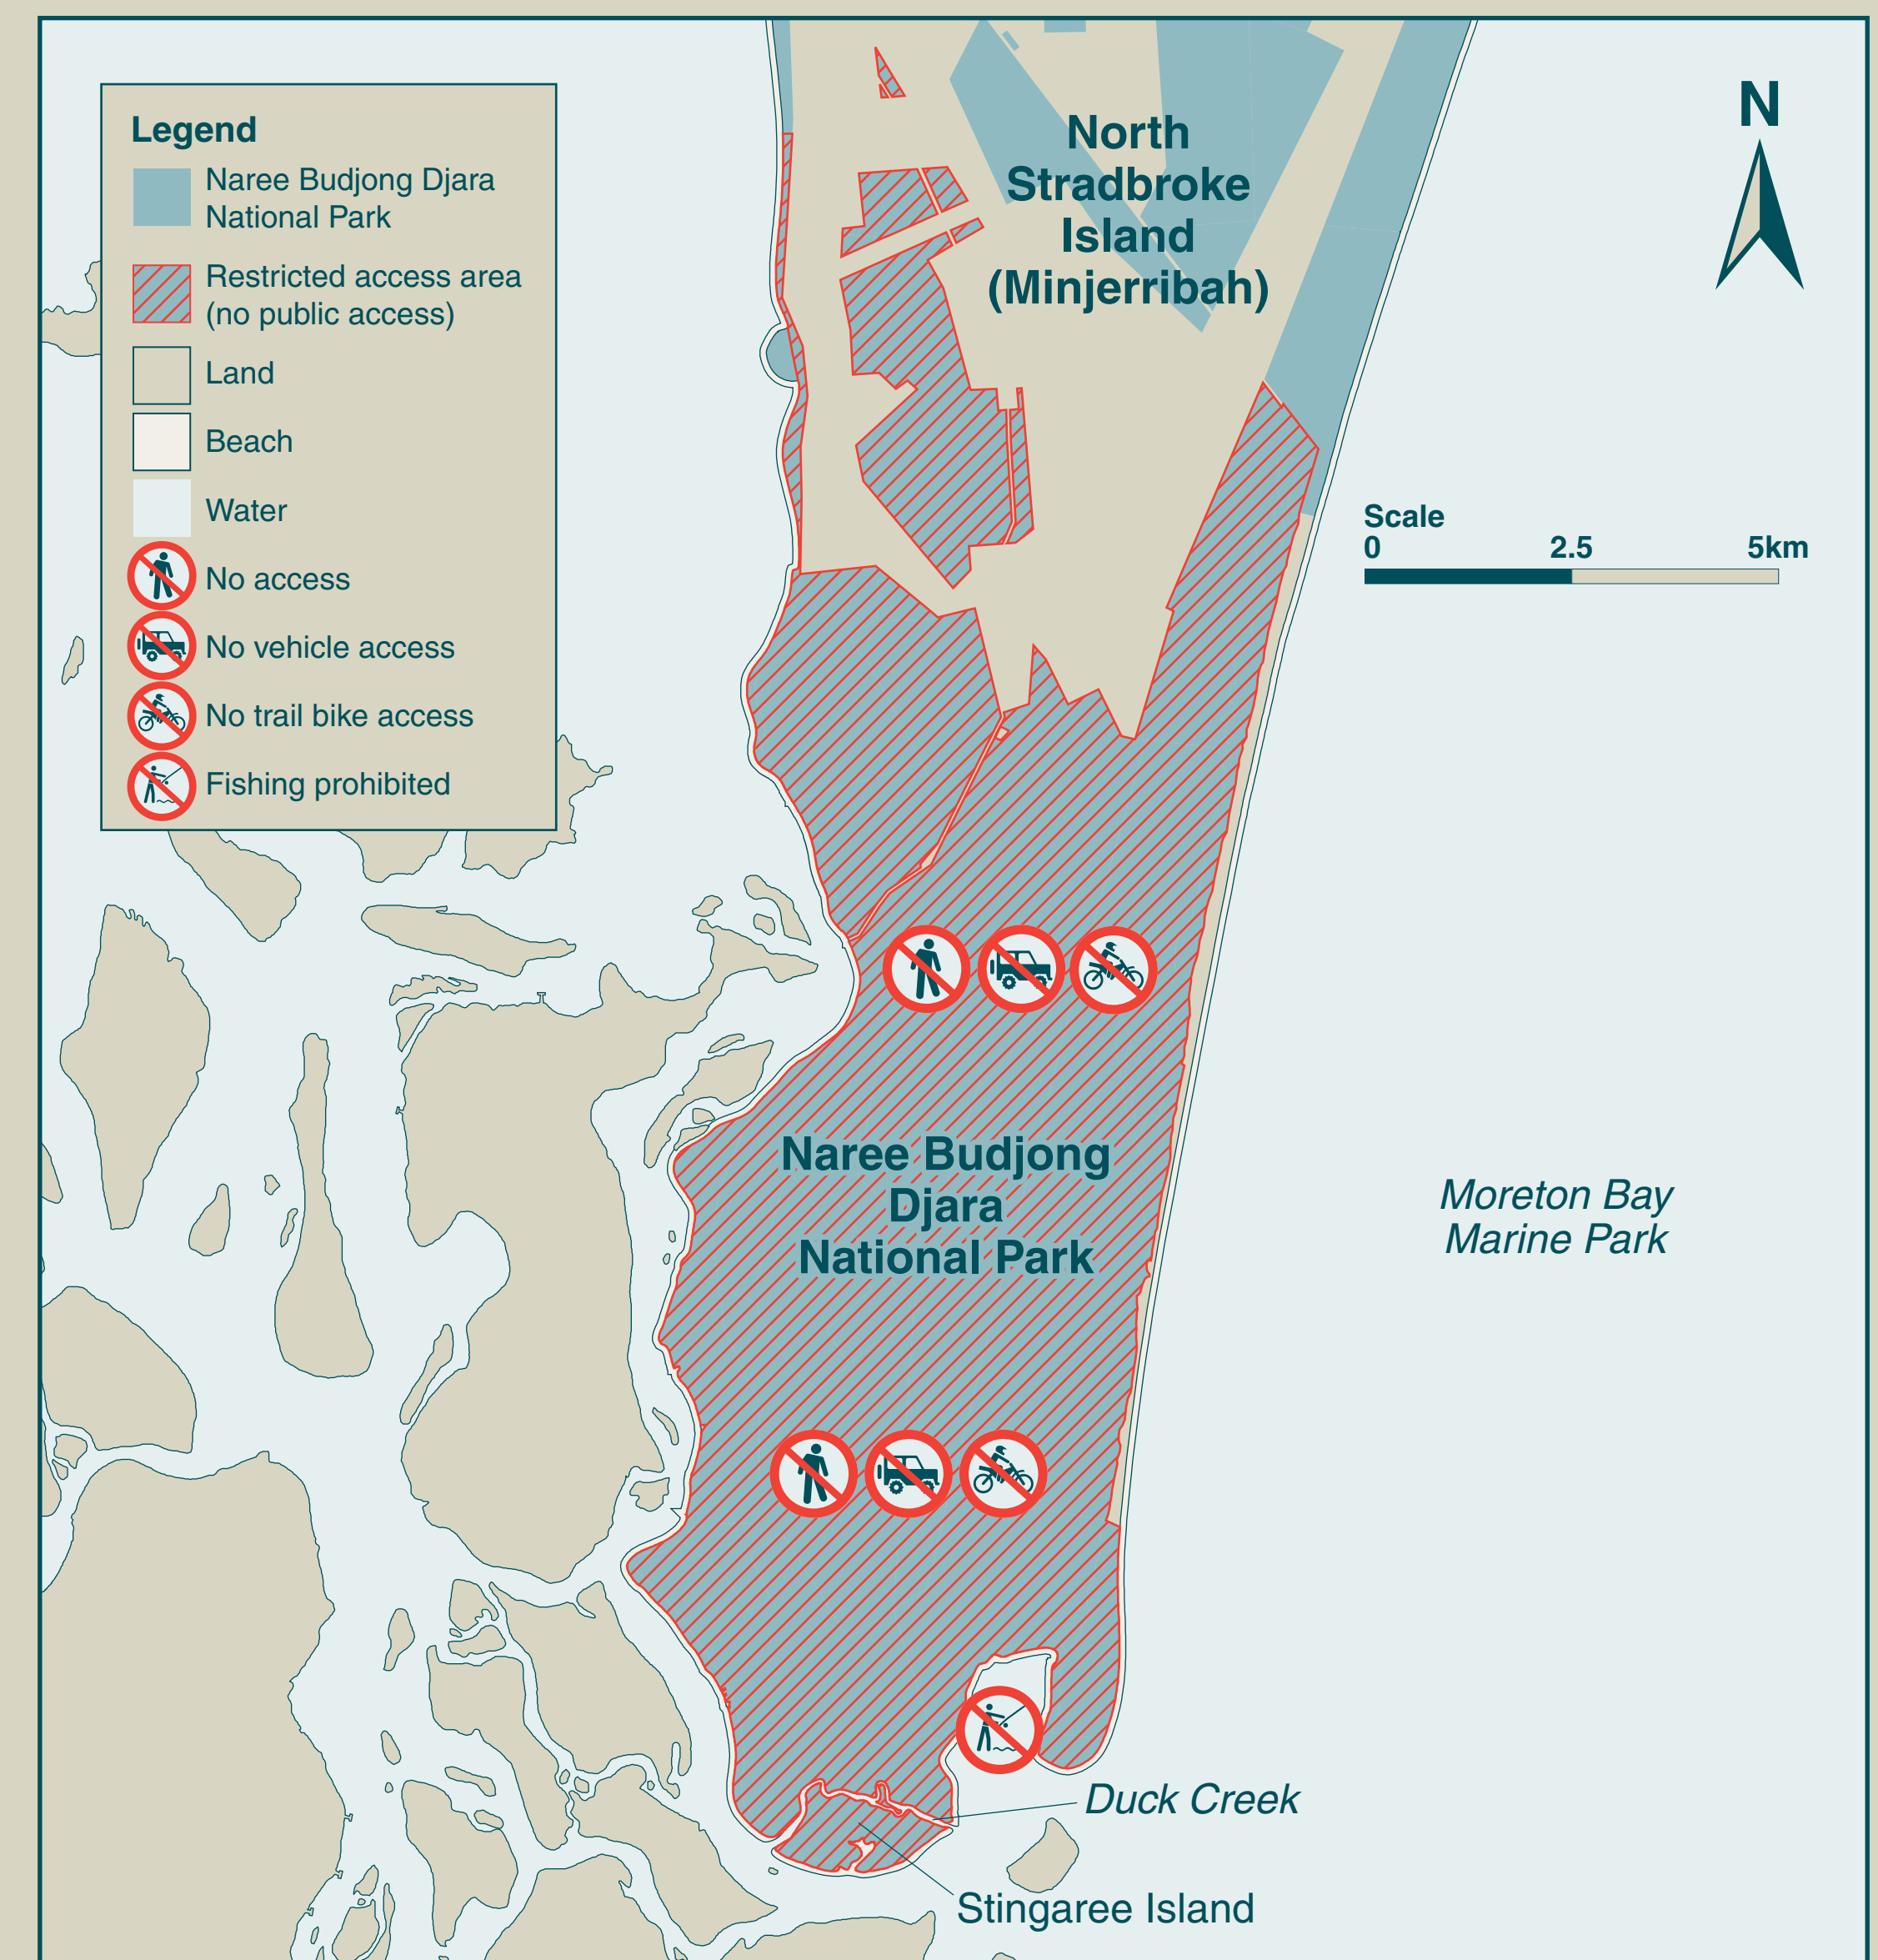 Legend
Naree Budjong Djara
National Park
Restricted access area
(no public access)
Land
Beach
Water
No access
No vehicle access
No trail bike access
Fishing prohibited
North
Stradbroke
Island
(Minjerribah)
N
Scale
0 2.5 5km
Naree Budjong
Djara
National Park
Moreton Bay
Marine Park
Duck Creek
Stingaree Island